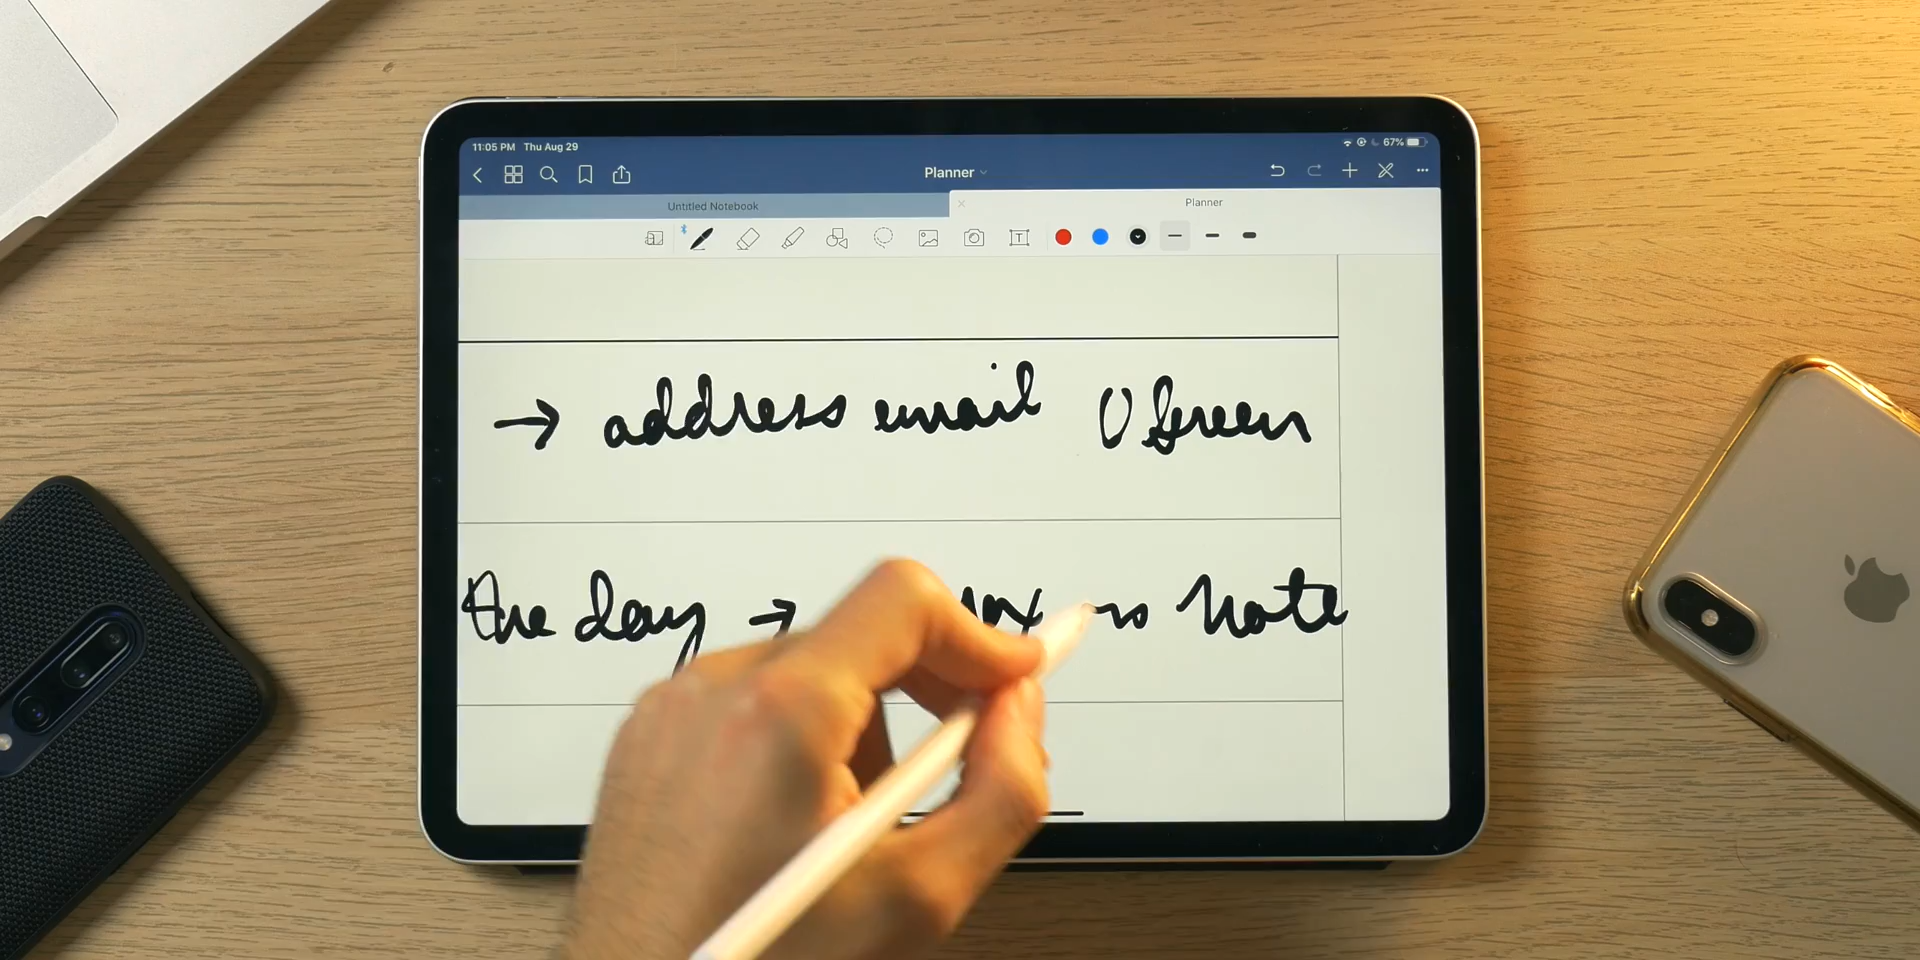 11:05 PM Thu Aug 29 67%
Planner
Untitled Notebook Planner
T
→ address email Green
the day → Note